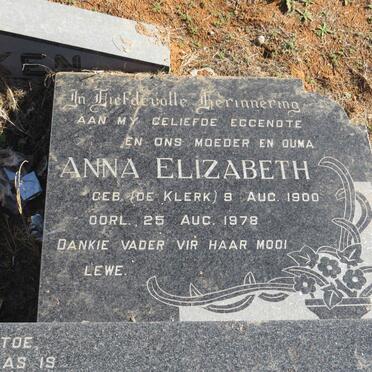 KEN
In Liefdevolle Herinnering
AAN MY GELIEFDE EGGENOTE
EN ONS MOEDER EN OUMA
ANNA ELIZABETH
GEB. (DE KLERK) 8 AUG. 1900
OORL. 25 AUG. 1978
DANKIE VADER VIR HAAR MOOI
LEWE.
TOE,
AS IS